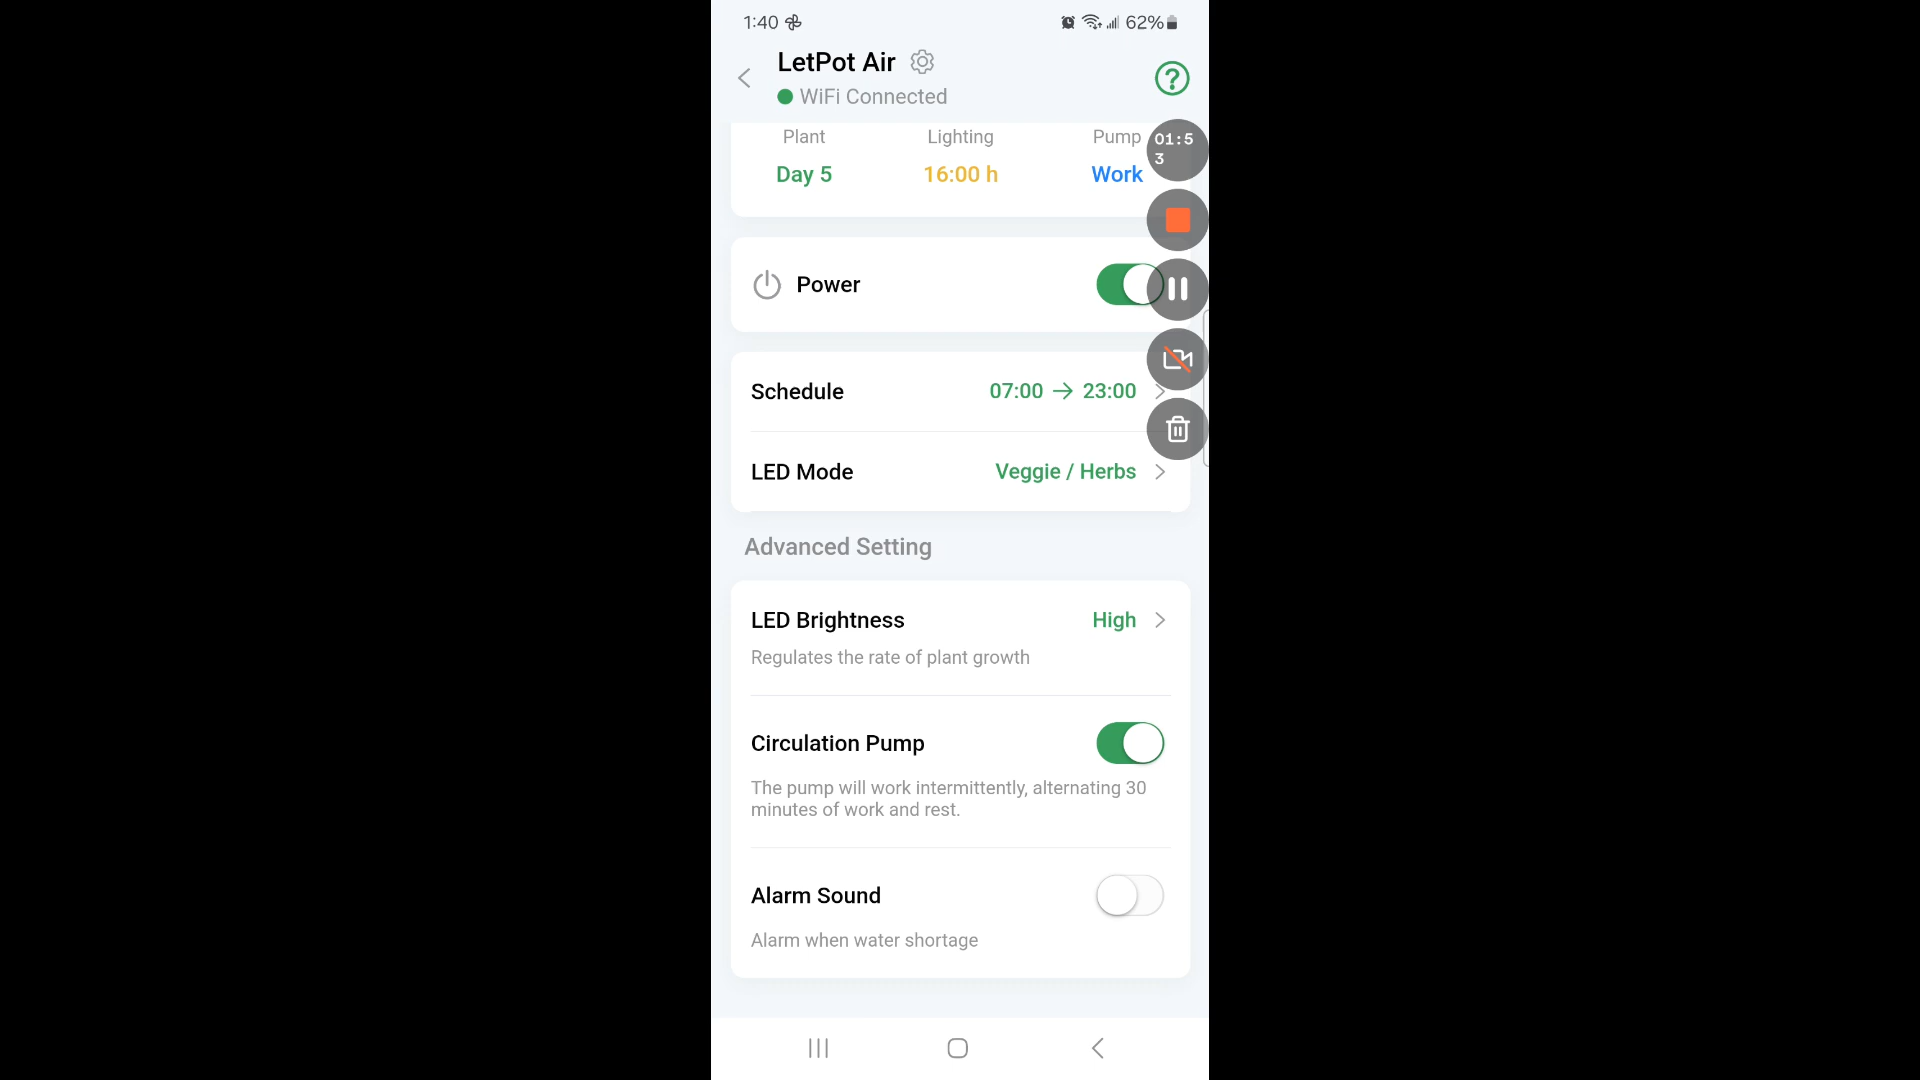 1:40
62%
LetPot Air
WiFi Connected
Plant
Lighting
Pump
Day 5
16:00 h
Work
01:5
3
Power
Schedule
07:00 → 23:00
LED Mode
Veggie / Herbs
Advanced Setting
LED Brightness
High
Regulates the rate of plant growth
Circulation Pump
The pump will work intermittently, alternating 30
minutes of work and rest.
Alarm Sound
Alarm when water shortage